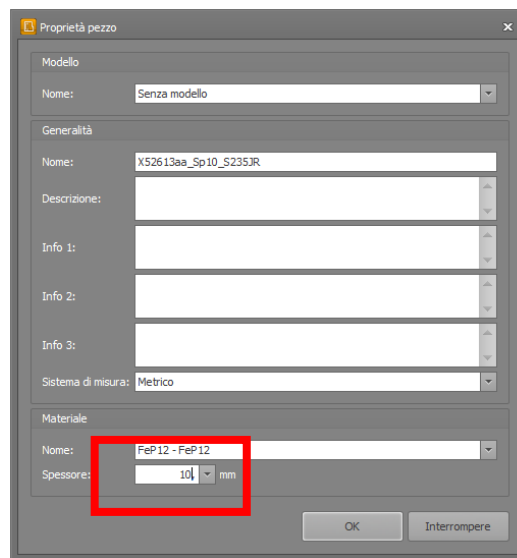 Proprietà pezzo
Modello
Nome: Senza modello
Generalità
Nome: X52613aa_Sp10_S235JR
Descrizione:
Info 1:
Info 2:
Info 3:
Sistema di misura: Metrico
Materiale
Nome: FeP12 - FeP12
Spessore: 10 mm
OK Interrompere